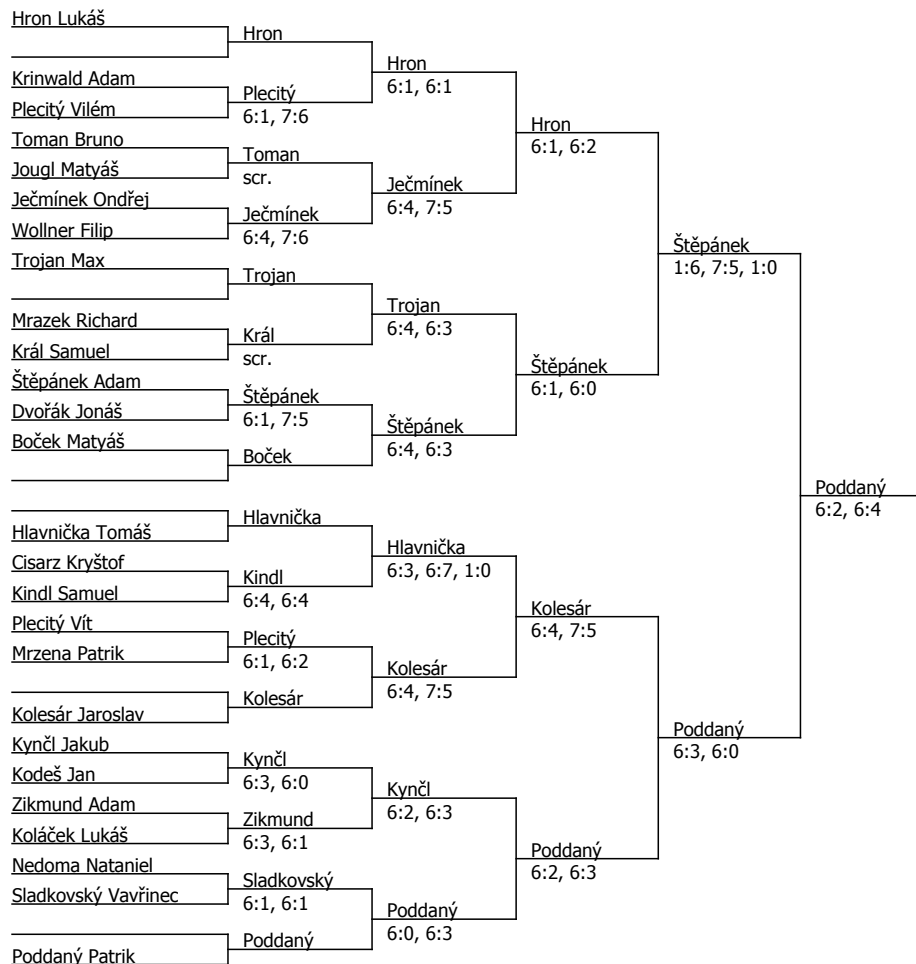 Hron Lukáš
Hron
Hron
6:1, 6:1
Krinwald Adam
Plecitý
Plecitý Vilém
6:1, 7:6
Hron
6:1, 6:2
Toman Bruno
Toman
Jougl Matyáš
scr.
Ječmínek
6:4, 7:5
Ječmínek Ondřej
Ječmínek
Wollner Filip
6:4, 7:6
Štěpánek
1:6, 7:5, 1:0
Trojan Max
Trojan
Trojan
6:4, 6:3
Mrazek Richard
Král
Král Samuel
scr.
Štěpánek
6:1, 6:0
Štěpánek Adam
Štěpánek
Dvořák Jonáš
6:1, 7:5
Štěpánek
6:4, 6:3
Boček Matyáš
Boček
Poddaný
6:2, 6:4
Hlavnička
Hlavnička Tomáš
Hlavnička
6:3, 6:7, 1:0
Cisarz Kryštof
Kindl
Kindl Samuel
6:4, 6:4
Kolesár
6:4, 7:5
Plecitý Vít
Plecitý
Mrzena Patrik
6:1, 6:2
Kolesár
6:4, 7:5
Kolesár
Kolesár Jaroslav
Poddaný
6:3, 6:0
Kynčl Jakub
Kynčl
Kodeš Jan
6:3, 6:0
Kynčl
6:2, 6:3
Zikmund Adam
Zikmund
Koláček Lukáš
6:3, 6:1
Poddaný
6:2, 6:3
Nedoma Nataniel
Sladkovský
Sladkovský Vavřinec
6:1, 6:1
Poddaný
6:0, 6:3
Poddaný
Poddaný Patrik